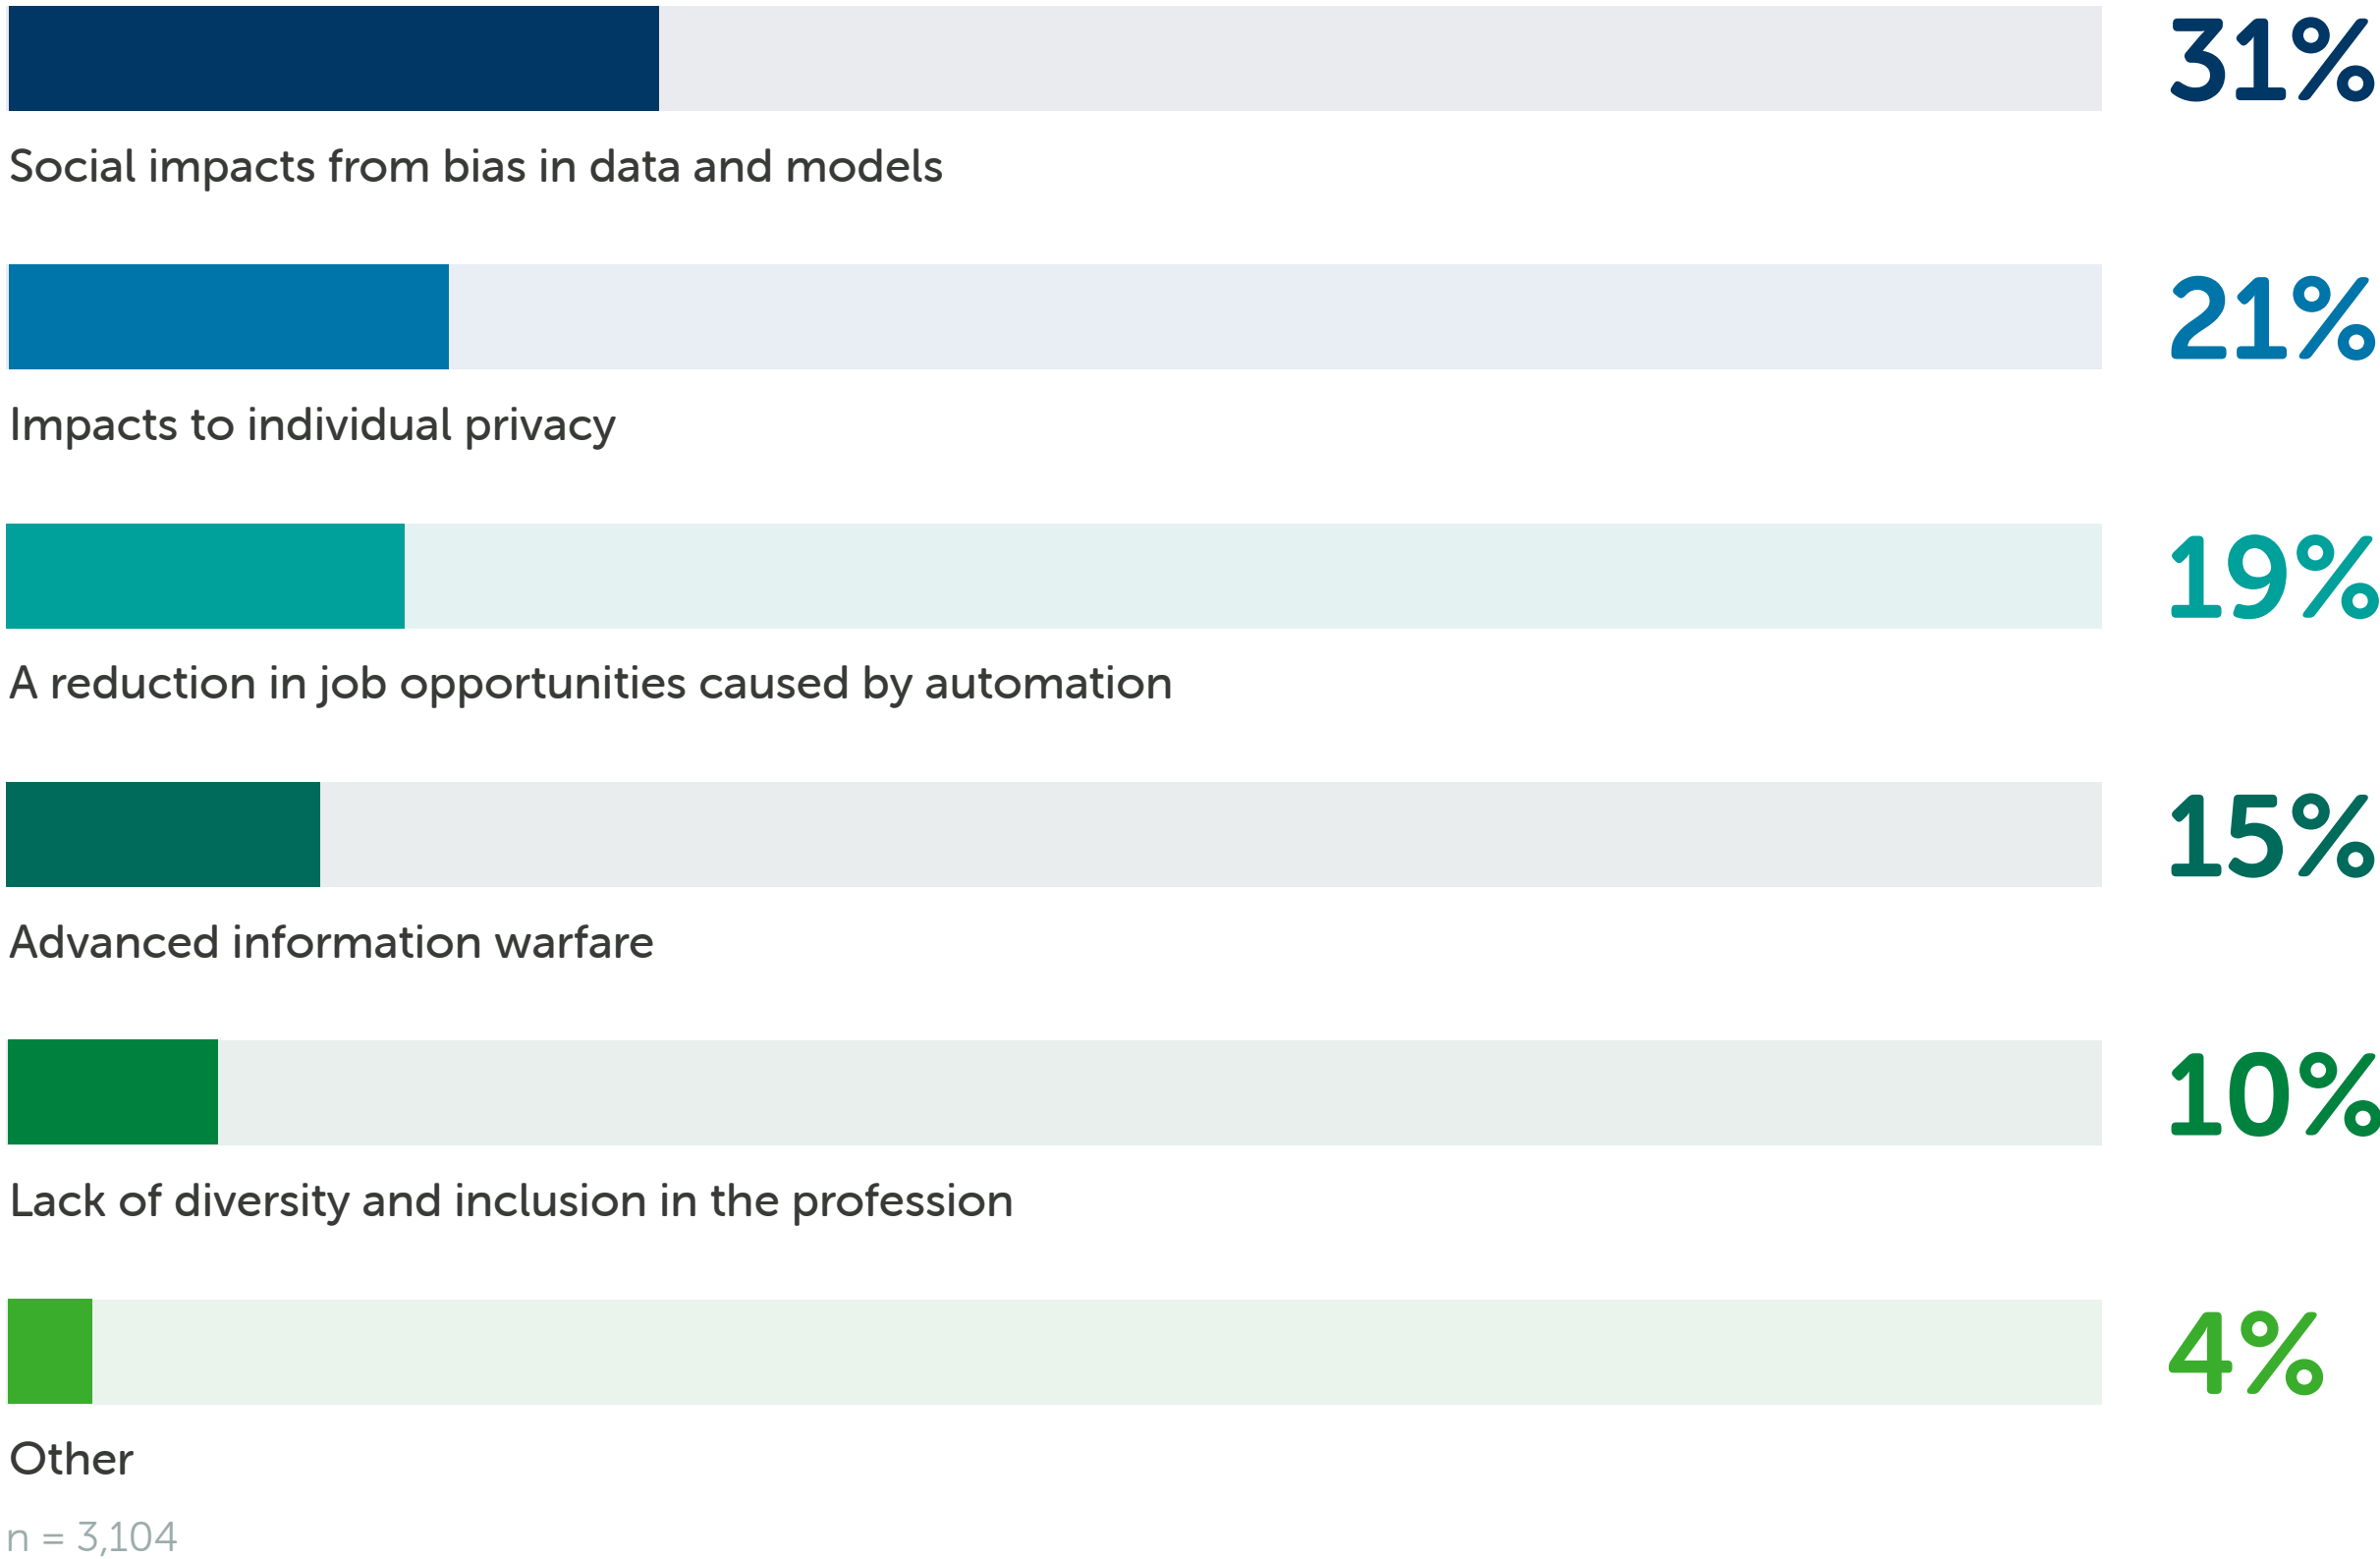 31%
Social impacts from bias in data and models
21%
Impacts to individual privacy
19%
A reduction in job opportunities caused by automation
15%
Advanced information warfare
10%
Lack of diversity and inclusion in the profession
4%
Other
n = 3,104